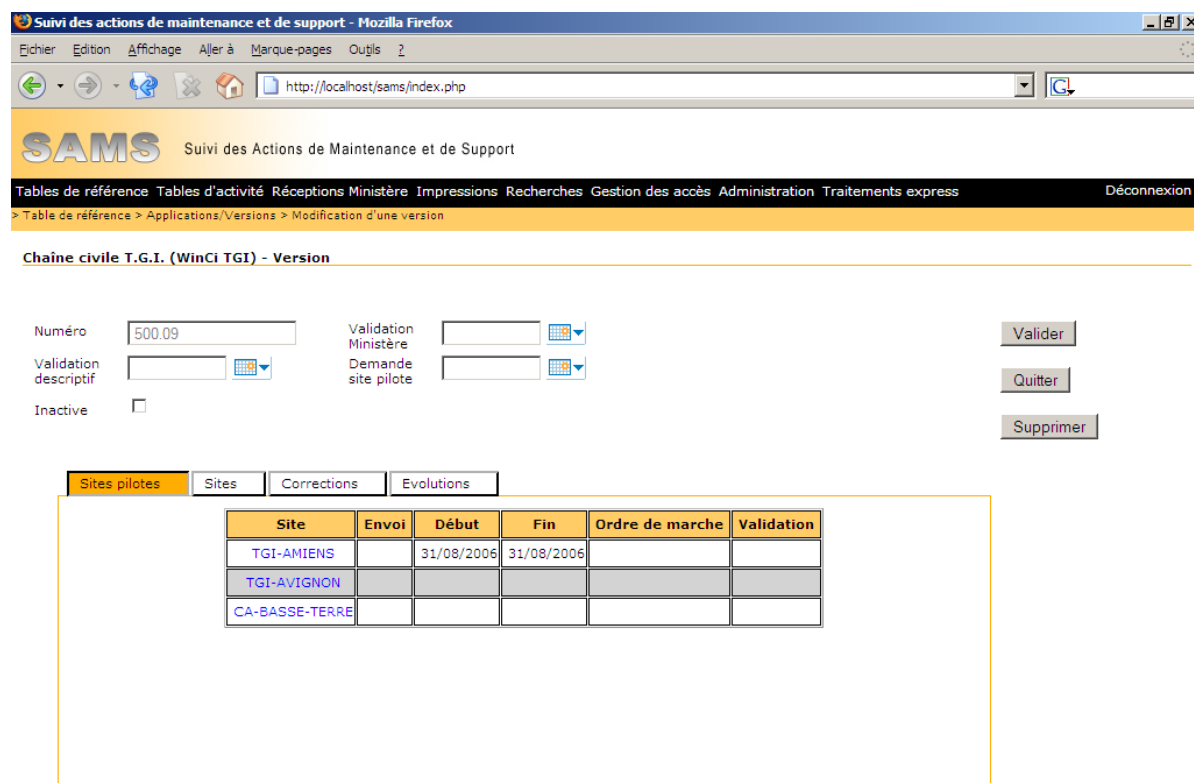 Suivi des actions de maintenance et de support - Mozilla Firefox
Fichier Edition Affichage Aller à Marque-pages Outils ?
http://localhost/sams/index.php G
SAMS Suivi des Actions de Maintenance et de Support
Tables de référence Tables d'activité Réceptions Ministère Impressions Recherches Gestion des accès Administration Traitements express Déconnexion
> Table de référence > Applications/Versions > Modification d'une version
Chaîne civile T.G.I. (WinCi TGI) - Version
Numéro 500.09 Validation Ministère Valider
Validation descriptif Demande site pilote Quitter
Inactive Supprimer
Sites pilotes Sites Corrections Evolutions
Site Envoi Début Fin Ordre de marche Validation
TGI-AMIENS 31/08/2006 31/08/2006
TGI-AVIGNON
CA-BASSE-TERRE